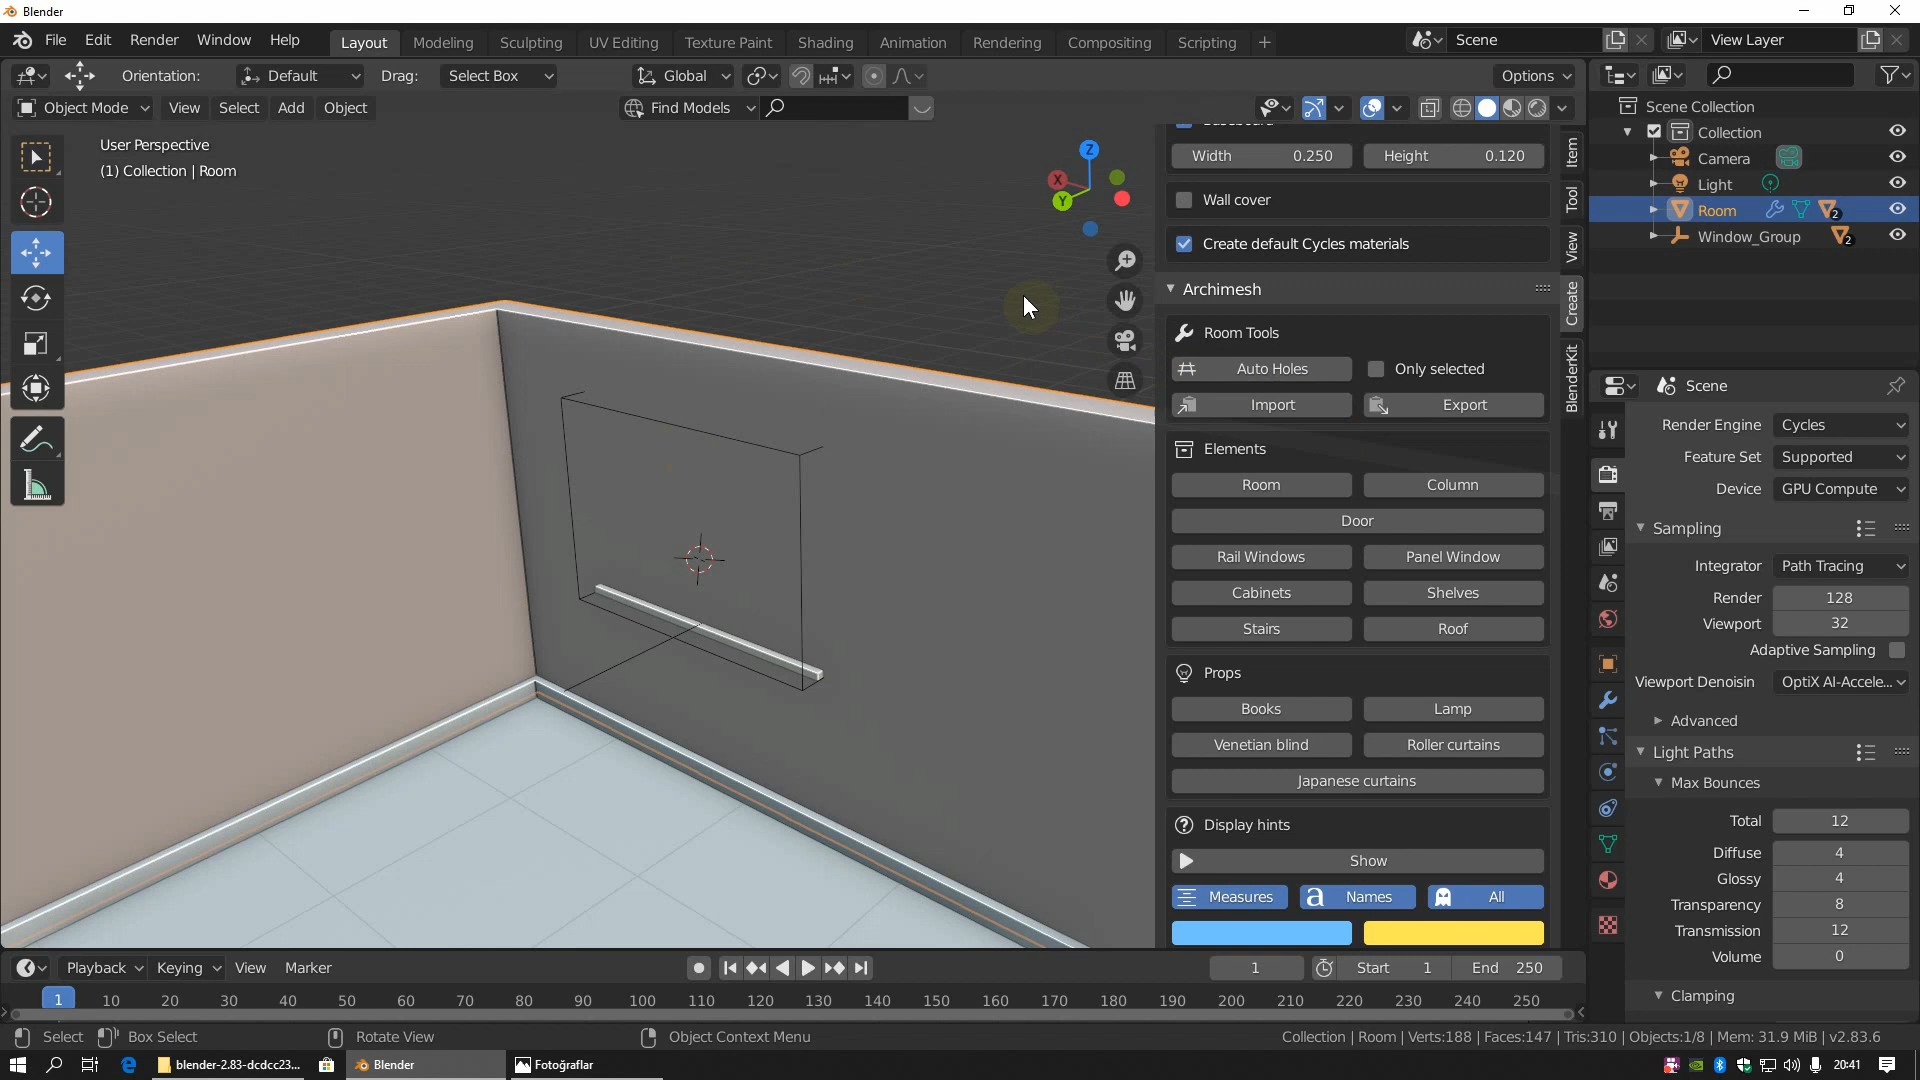 Blender
File Edit Render Window Help Layout Modeling Sculpting UV Editing Texture Paint Shading Animation Rendering Compositing Scripting + Scene View Layer
Orientation: Default Drag: Select Box Global Options
Object Mode View Select Add Object Find Models
User Perspective
(1) Collection | Room
Z
X
Y
Width 0.250 Height 0.120
Wall cover
Create default Cycles materials
Archimesh
Room Tools
Auto Holes Only selected
Import Export
Elements
Room Column
Door
Rail Windows Panel Window
Cabinets Shelves
Stairs Roof
Props
Books Lamp
Venetian blind Roller curtains
Japanese curtains
Display hints
Show
Measures a Names All
Item
Tool
View
Create
BlenderKit
Scene Collection
Collection
Camera
Light
Room 2
Window_Group 2
Scene
Render Engine Cycles
Feature Set Supported
Device GPU Compute
Sampling
Integrator Path Tracing
Render 128
Viewport 32
Adaptive Sampling
Viewport Denoisin OptiX AI-Accele...
Advanced
Light Paths
Max Bounces
Total 12
Diffuse 4
Glossy 4
Transparency 8
Transmission 12
Volume 0
Clamping
Playback Keying View Marker 1 Start 1 End 250
1 10 20 30 40 50 60 70 80 90 100 110 120 130 140 150 160 170 180 190 200 210 220 230 240 250
Select Box Select Rotate View Object Context Menu Collection | Room | Verts:188 | Faces:147 | Tris:310 | Objects:1/8 | Mem: 31.9 MiB | v2.83.6
blender-2.83-dcdcc23... Blender Fotoğraflar 20:41